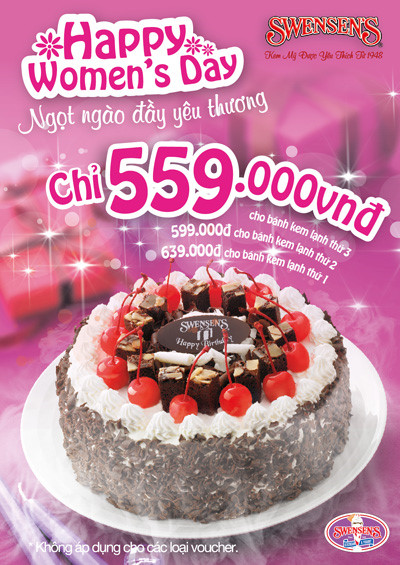 Happy
Women's Day
SWENSEN'S
Kem Mỹ Được Yêu Thích Từ 1948
Ngọt ngào đầy yêu thương
Chỉ 559.000vnđ
cho bánh kem lạnh thứ 3
599.000đ cho bánh kem lạnh thứ 2
639.000đ cho bánh kem lạnh thứ 1
SWENSEN'S
Happy Birthday
* Không áp dụng cho các loại voucher.
SWENSEN'S